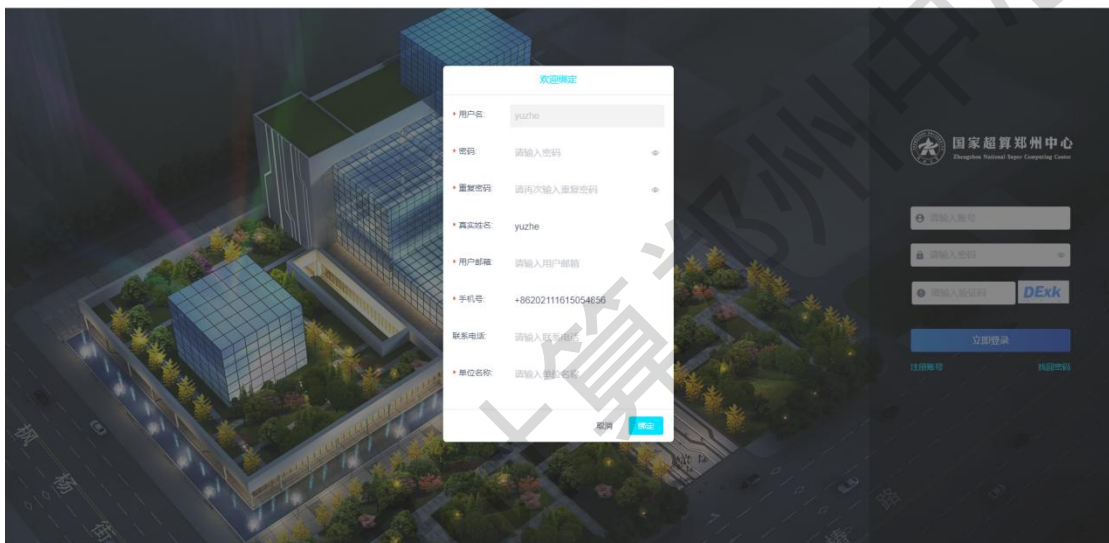 欢迎绑定
* 用户名: yuzhe
* 密码: 请输入密码
* 重复密码: 请再次输入重复密码
* 真实姓名: yuzhe
* 用户邮箱: 请输入用户邮箱
* 手机号: +86202111615054856
联系电话: 请输入联系电话
* 单位名称: 请输入单位名称
取消 绑定
国家超算郑州中心
Zhengzhou National Super Computing Center
请输入账号
请输入密码
请输入验证码 DExk
立即登录
注册账号 找回密码
枫
杨
街